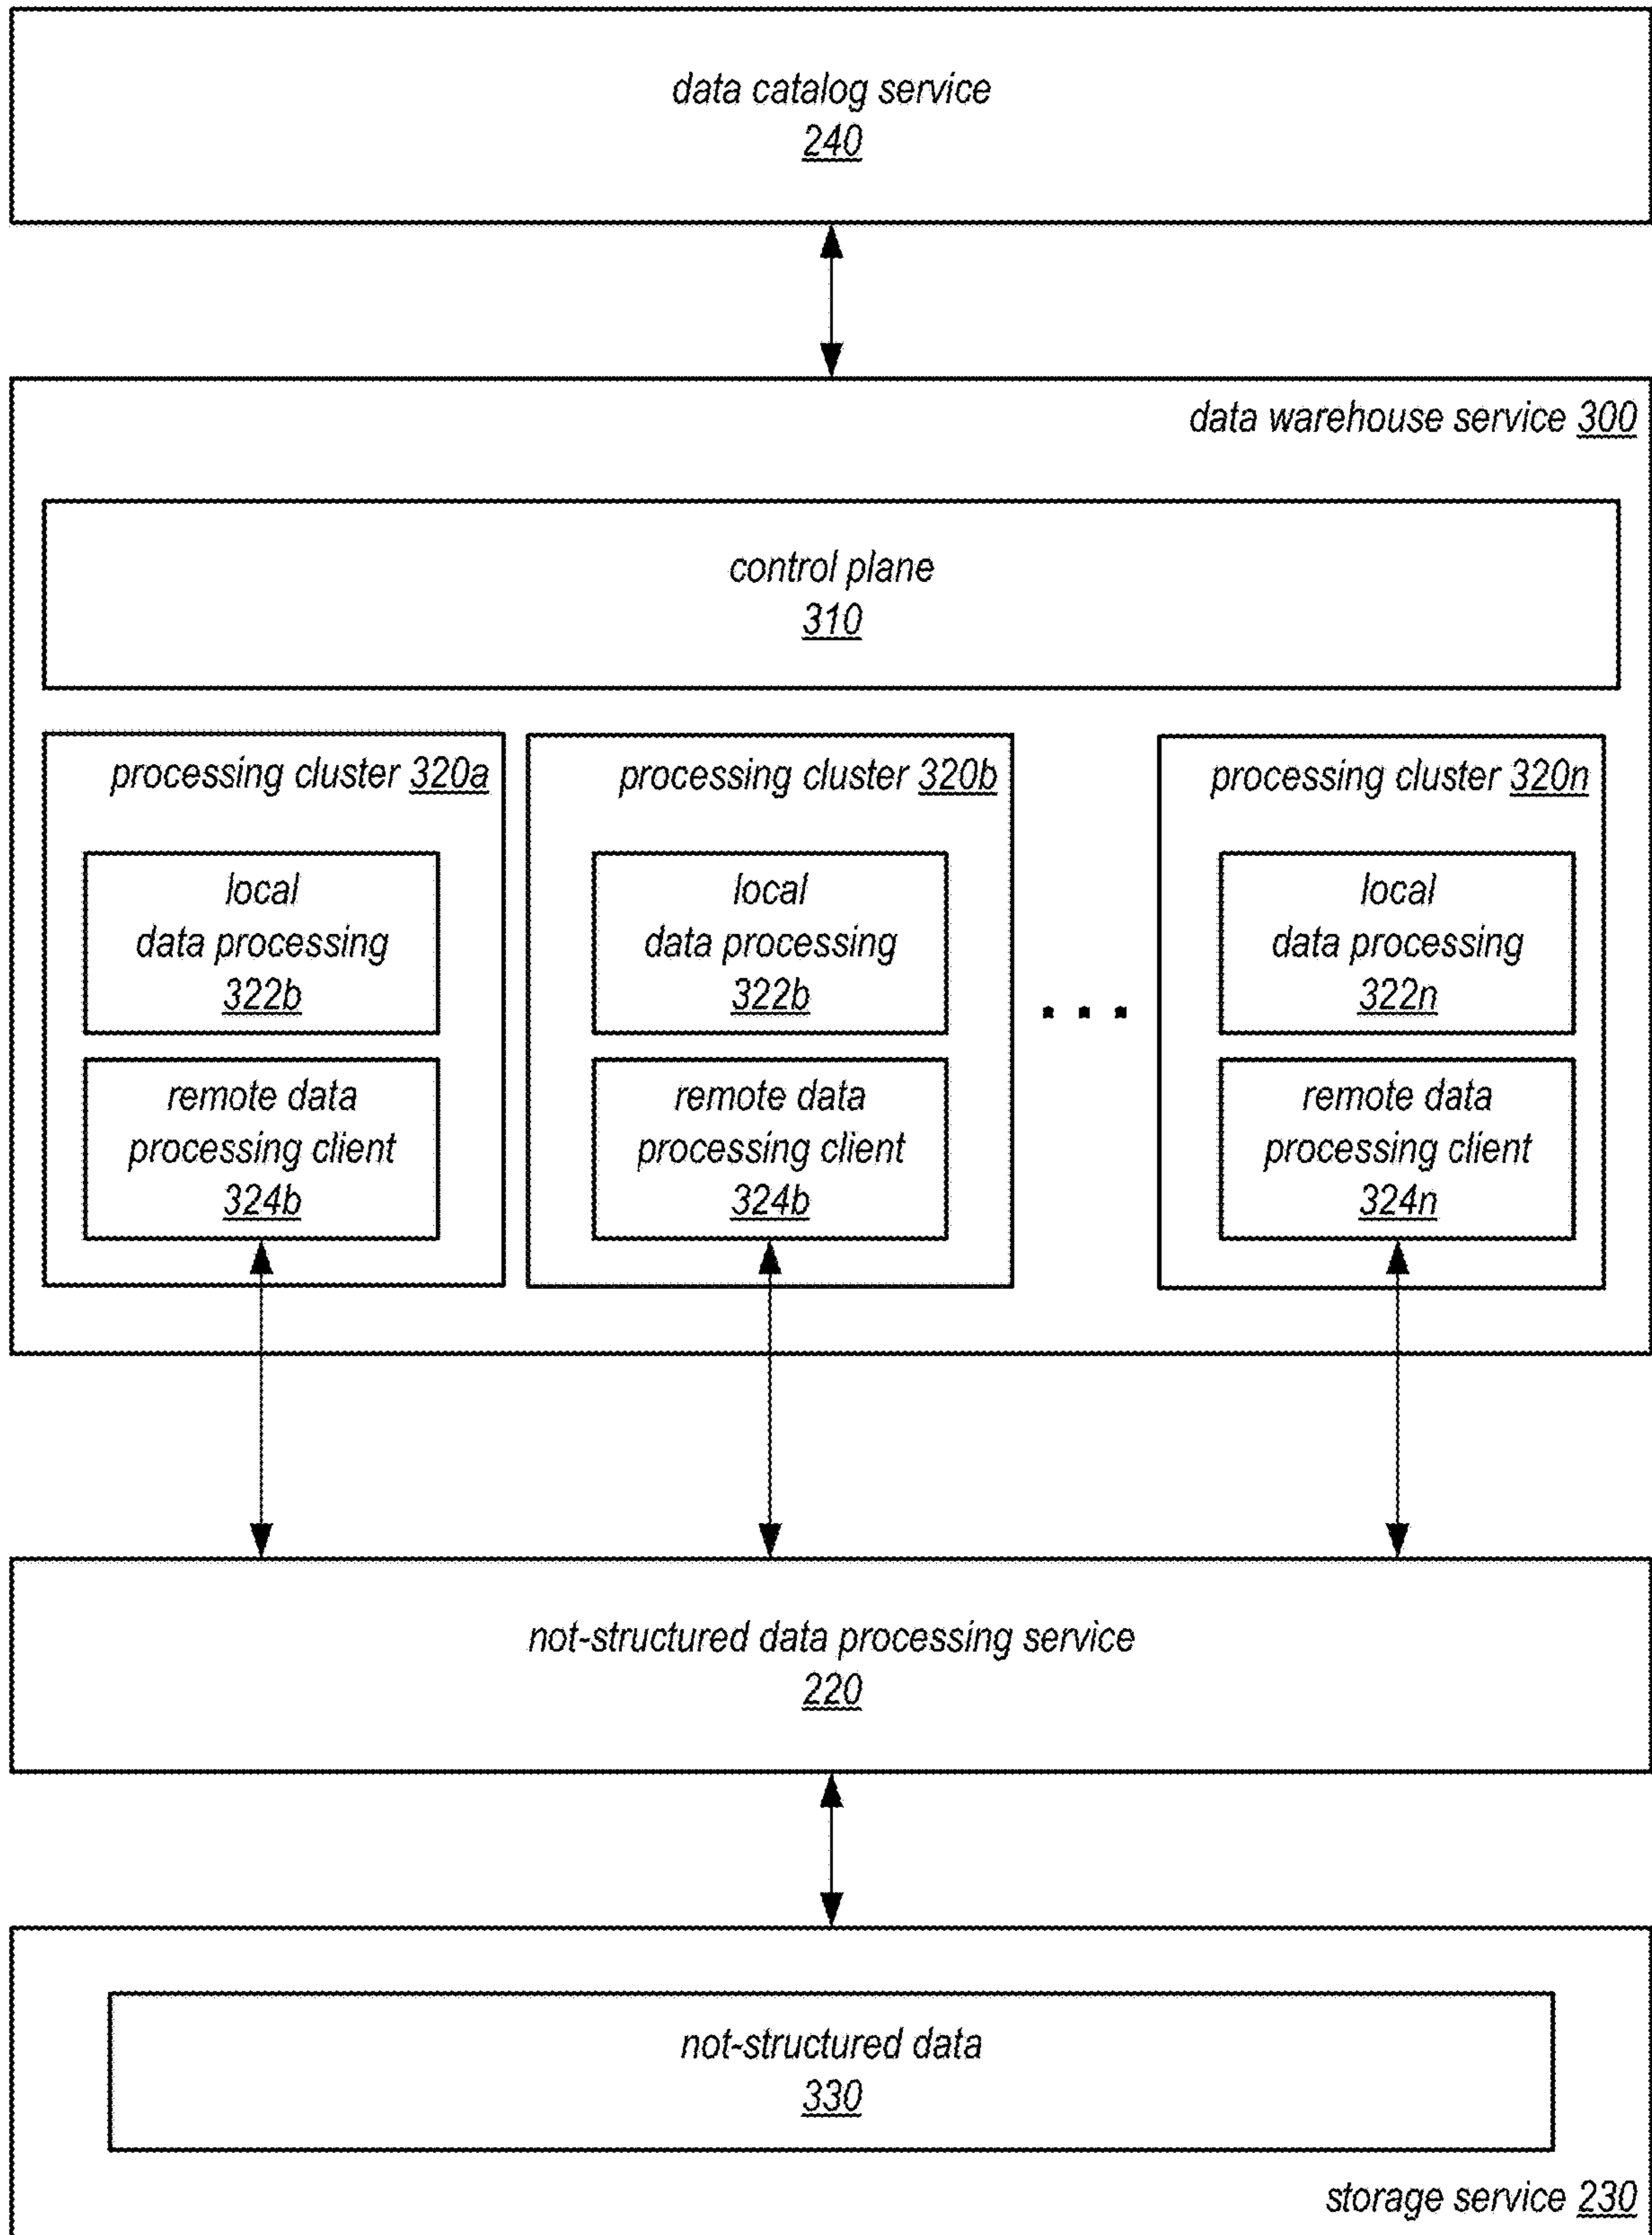 data catalog service
240
data warehouse service 300
control plane
310
processing cluster 320a
local
data processing
322b
remote data
processing client
324b
processing cluster 320b
local
data processing
322b
remote data
processing client
324b
. . .
processing cluster 320n
local
data processing
322n
remote data
processing client
324n
not-structured data processing service
220
not-structured data
330
storage service 230